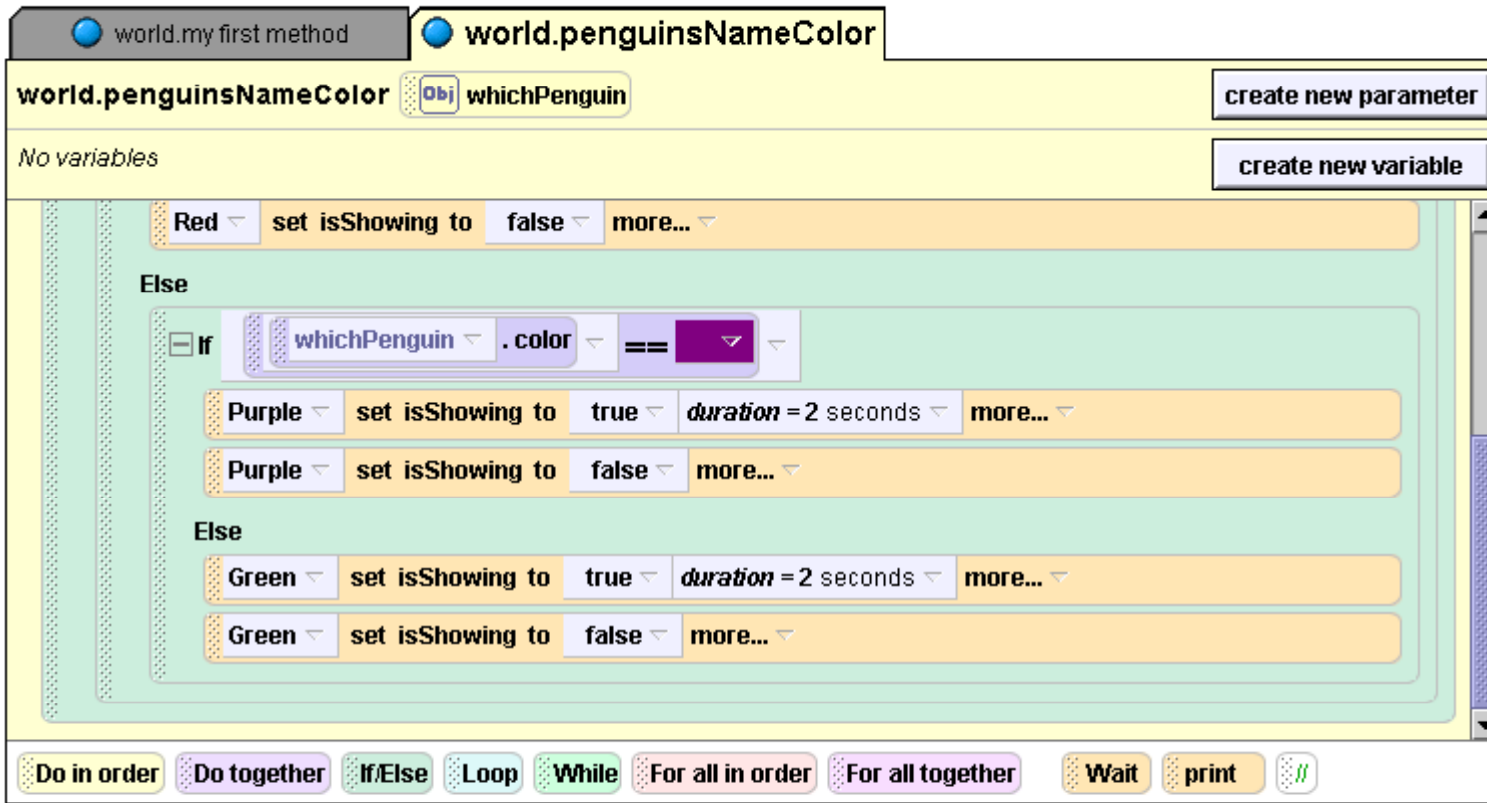 world.my first method world.penguinsNameColor
world.penguinsNameColor Obj whichPenguin create new parameter
No variables create new variable
Red set isShowing to false more...
Else
If whichPenguin . color ==
Purple set isShowing to true duration = 2 seconds more...
Purple set isShowing to false more...
Else
Green set isShowing to true duration = 2 seconds more...
Green set isShowing to false more...
Do in order Do together If/Else Loop While For all in order For all together Wait print //